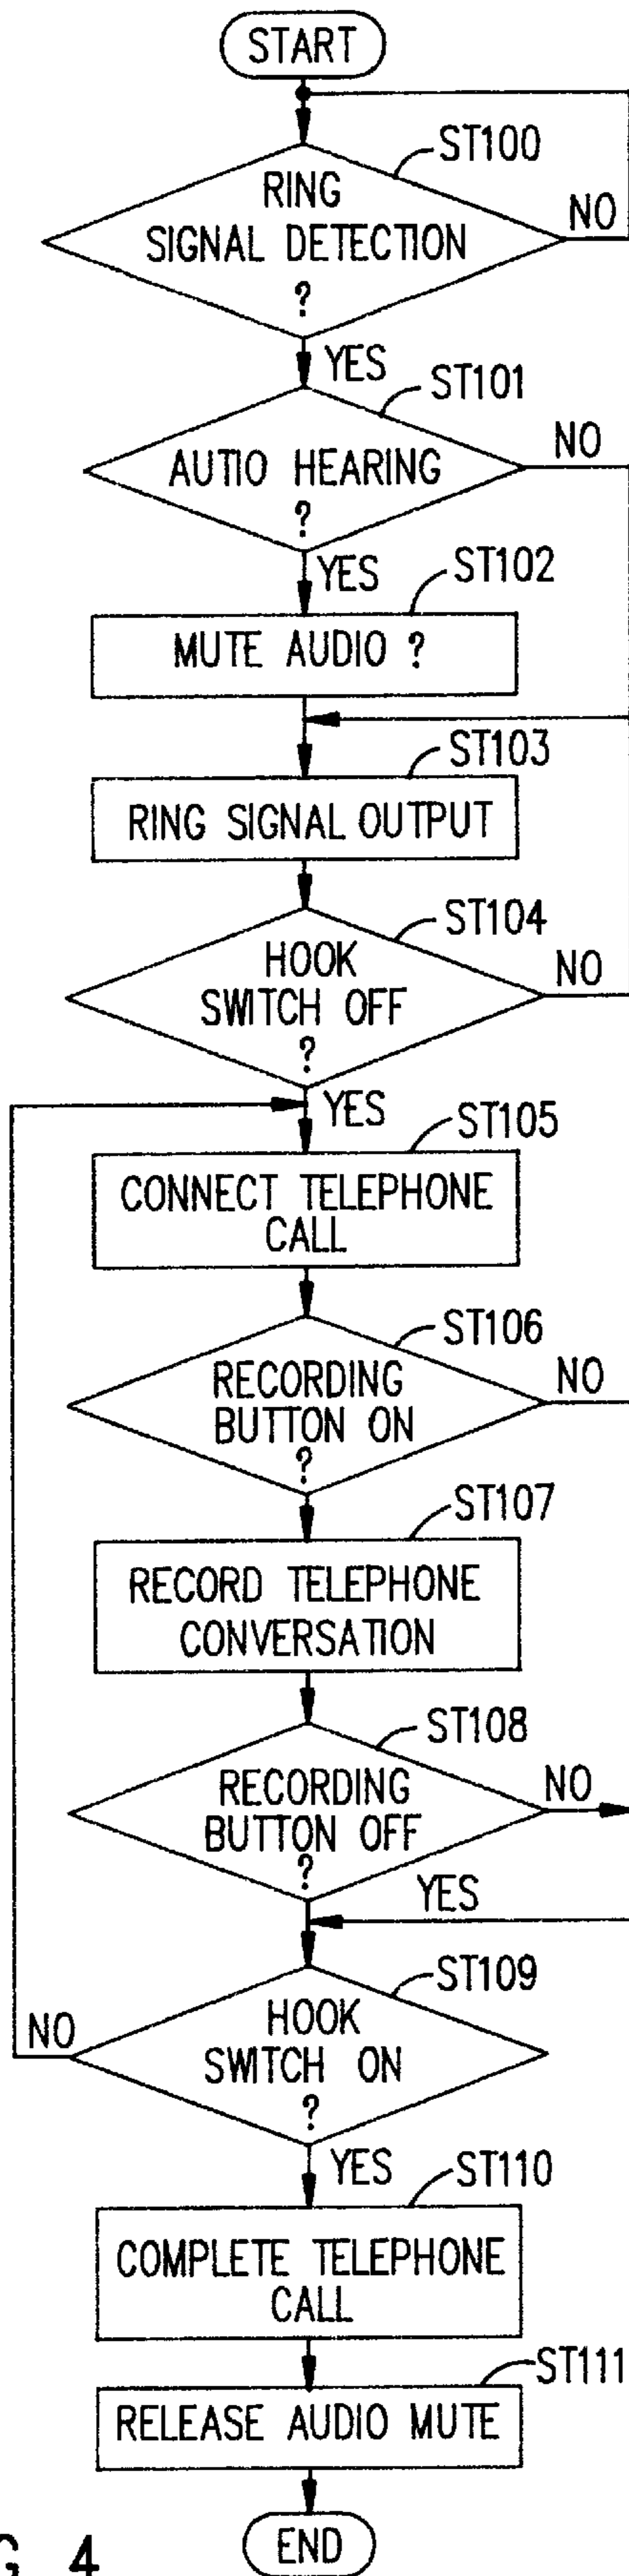 START
ST100
RING
SIGNAL DETECTION
?
NO
YES
ST101
AUTIO HEARING
?
NO
YES
ST102
MUTE AUDIO ?
ST103
RING SIGNAL OUTPUT
ST104
HOOK
SWITCH OFF
?
NO
YES
ST105
CONNECT TELEPHONE
CALL
ST106
RECORDING
BUTTON ON
?
NO
ST107
RECORD TELEPHONE
CONVERSATION
ST108
RECORDING
BUTTON OFF
?
NO
YES
ST109
HOOK
SWITCH ON
?
NO
YES
ST110
COMPLETE TELEPHONE
CALL
ST111
RELEASE AUDIO MUTE
END
G 4